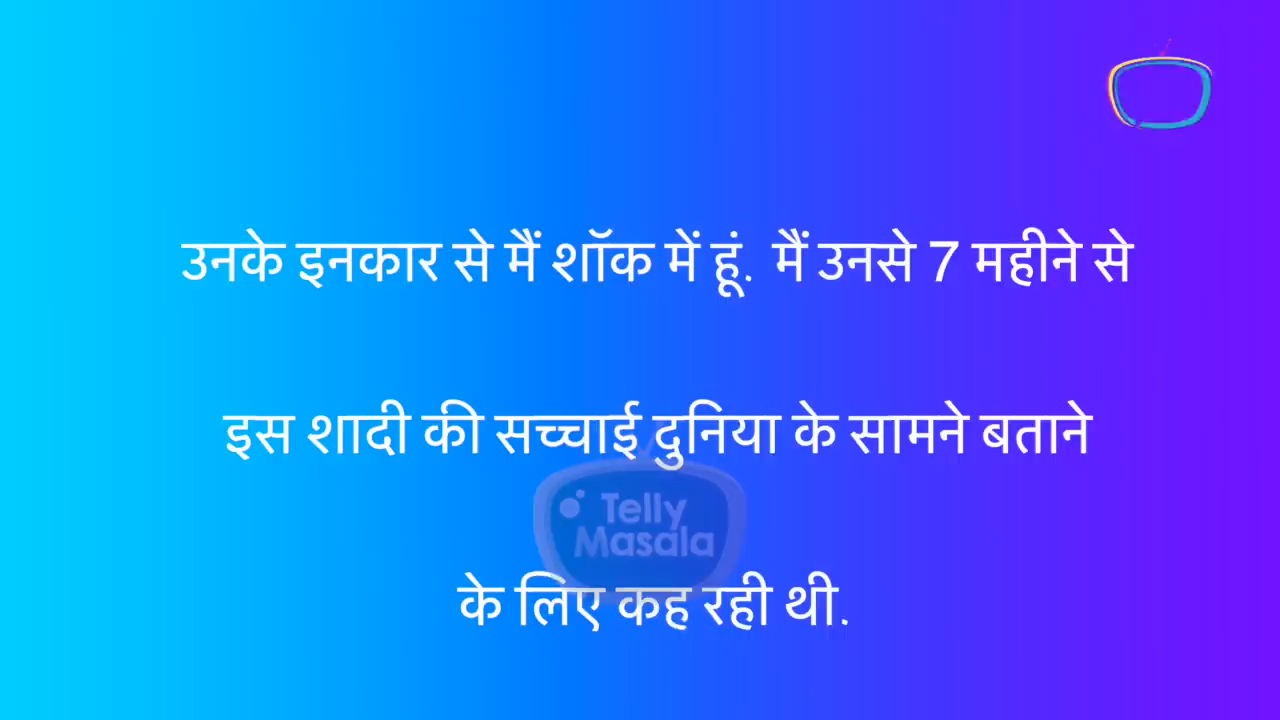 उनके इनकार से मैं शॉक में हूं. मैं उनसे 7 महीने से
इस शादी की सच्चाई दुनिया के सामने बताने
Telly
Masala
के लिए कह रही थी.